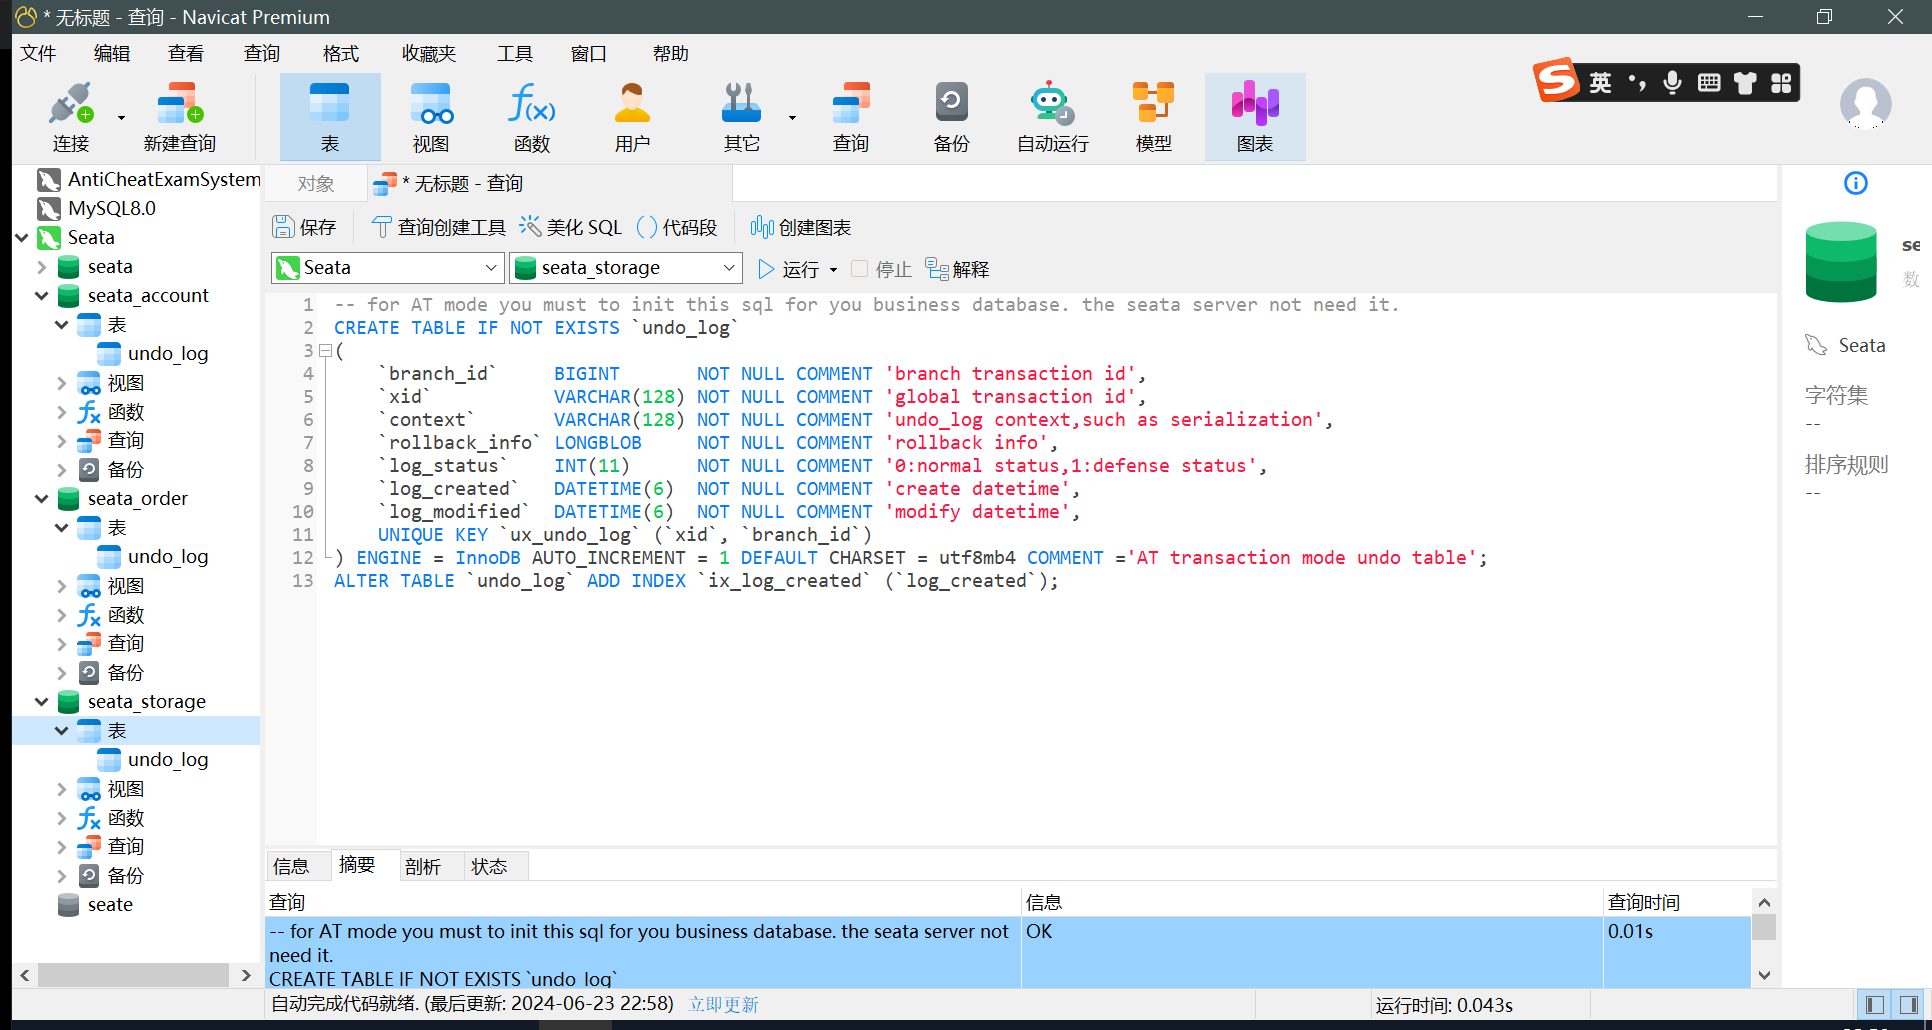 * 无标题 - 查询 - Navicat Premium
文件 编辑 查看 查询 格式 收藏夹 工具 窗口 帮助
连接 新建查询 表 视图 函数 用户 其它 查询 备份 自动运行 模型 图表
英
AntiCheatExamSystem
MySQL8.0
Seata
seata
seata_account
表
undo_log
视图
函数
查询
备份
seata_order
表
undo_log
视图
函数
查询
备份
seata_storage
表
undo_log
视图
函数
查询
备份
seate
对象 * 无标题 - 查询
保存 查询创建工具 美化 SQL () 代码段 创建图表
Seata seata_storage 运行 停止 解释
1 -- for AT mode you must to init this sql for you business database. the seata server not need it.
2 CREATE TABLE IF NOT EXISTS `undo_log`
3 (
4 `branch_id` BIGINT NOT NULL COMMENT 'branch transaction id',
5 `xid` VARCHAR(128) NOT NULL COMMENT 'global transaction id',
6 `context` VARCHAR(128) NOT NULL COMMENT 'undo_log context,such as serialization',
7 `rollback_info` LONGBLOB NOT NULL COMMENT 'rollback info',
8 `log_status` INT(11) NOT NULL COMMENT '0:normal status,1:defense status',
9 `log_created` DATETIME(6) NOT NULL COMMENT 'create datetime',
10 `log_modified` DATETIME(6) NOT NULL COMMENT 'modify datetime',
11 UNIQUE KEY `ux_undo_log` (`xid`, `branch_id`)
12 ) ENGINE = InnoDB AUTO_INCREMENT = 1 DEFAULT CHARSET = utf8mb4 COMMENT ='AT transaction mode undo table';
13 ALTER TABLE `undo_log` ADD INDEX `ix_log_created` (`log_created`);
信息 摘要 剖析 状态
查询 信息 查询时间
-- for AT mode you must to init this sql for you business database. the seata server not OK 0.01s
need it.
CREATE TABLE IF NOT EXISTS `undo_log`
自动完成代码就绪. (最后更新: 2024-06-23 22:58) 立即更新 运行时间: 0.043s
se
数
Seata
字符集
--
排序规则
--